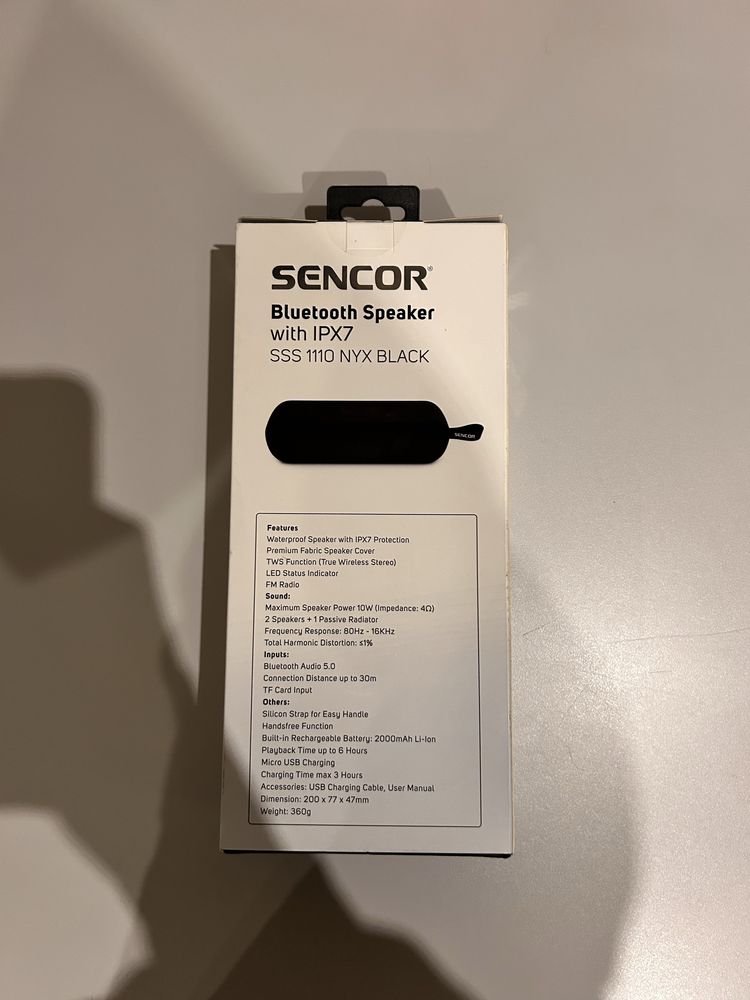 SENCOR®
Bluetooth Speaker
with IPX7
SSS 1110 NYX BLACK
SENCOR
Features
Waterproof Speaker with IPX7 Protection
Premium Fabric Speaker Cover
TWS Function (True Wireless Stereo)
LED Status Indicator
FM Radio
Sound:
Maximum Speaker Power 10W (Impedance: 4Ω)
2 Speakers + 1 Passive Radiator
Frequency Response: 80Hz - 16KHz
Total Harmonic Distortion: ≤1%
Inputs:
Bluetooth Audio 5.0
Connection Distance up to 30m
TF Card Input
Others:
Silicon Strap for Easy Handle
Handsfree Function
Built-in Rechargeable Battery: 2000mAh Li-Ion
Playback Time up to 6 Hours
Micro USB Charging
Charging Time max 3 Hours
Accessories: USB Charging Cable, User Manual
Dimension: 200 x 77 x 47mm
Weight: 360g